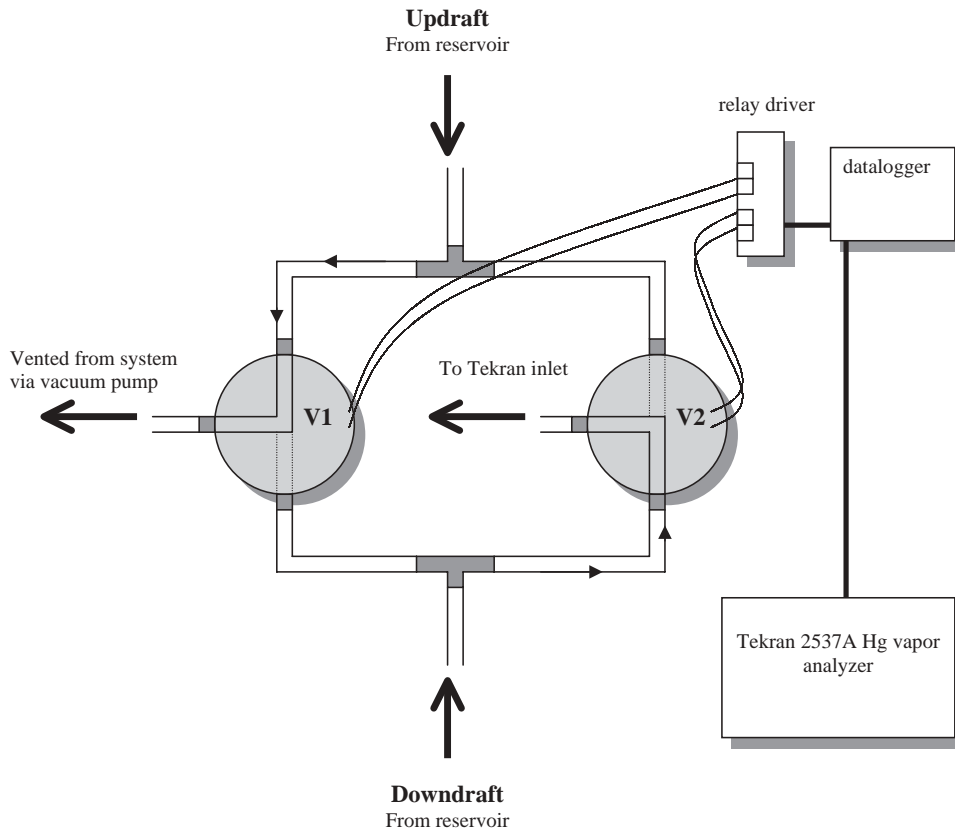 Updraft
From reservoir
relay driver
datalogger
Vented from system
via vacuum pump
V1
To Tekran inlet
V2
Tekran 2537A Hg vapor
analyzer
Downdraft
From reservoir